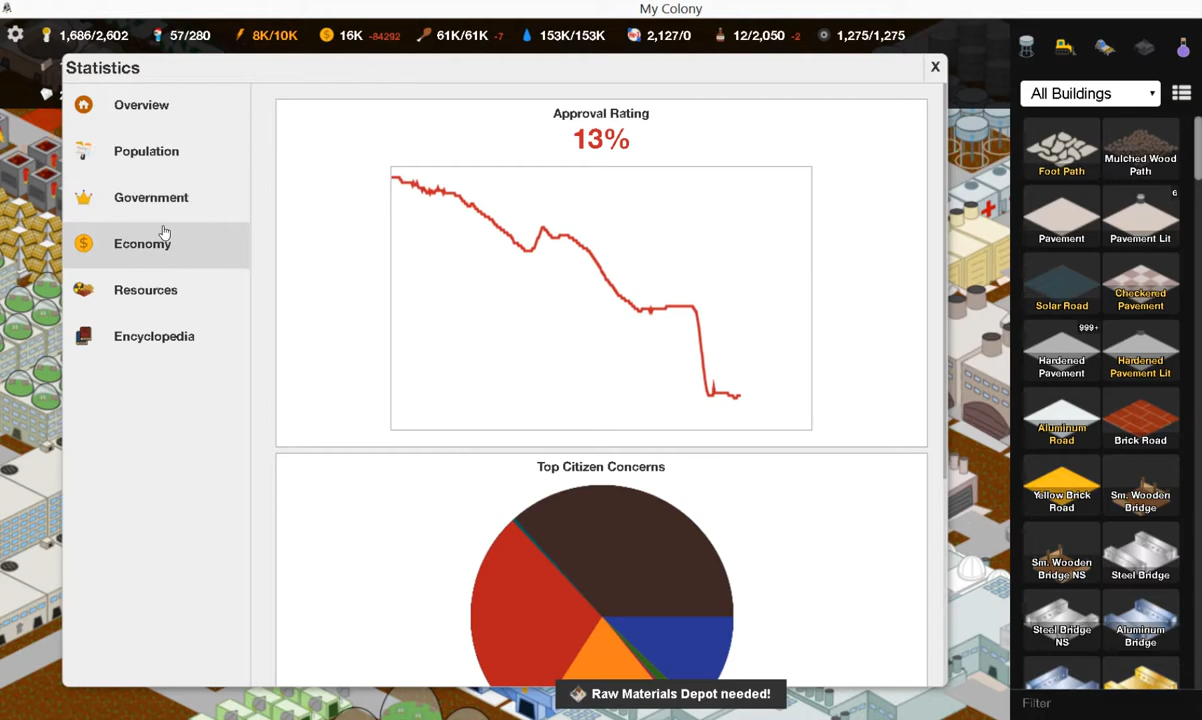 My Colony
1,686/2,602 57/280 8K/10K 16K -84292 61K/61K -7 153K/153K 2,127/0 12/2,050 -2 1,275/1,275
Statistics X
Overview
Population
Government
Economy
Resources
Encyclopedia
Approval Rating
13%
Top Citizen Concerns
Raw Materials Depot needed!
All Buildings
Foot Path
Mulched Wood
Path
Pavement
6
Pavement Lit
Solar Road
Checkered
Pavement
999+
Hardened
Pavement
Hardened
Pavement Lit
Aluminum
Road
Brick Road
Yellow Brick
Road
Sm. Wooden
Bridge
Sm. Wooden
Bridge NS
Steel Bridge
Steel Bridge
NS
Aluminum
Bridge
Filter